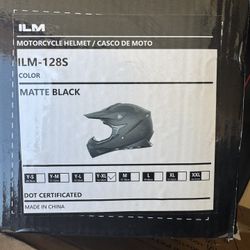 ILM
MOTORCYCLE HELMET / CASCO DE MOTO
ILM-128S
COLOR
MATTE BLACK
Y-S Y-M Y-L Y-XL M L XL XXL
DOT CERTIFICATED
MADE IN CHINA